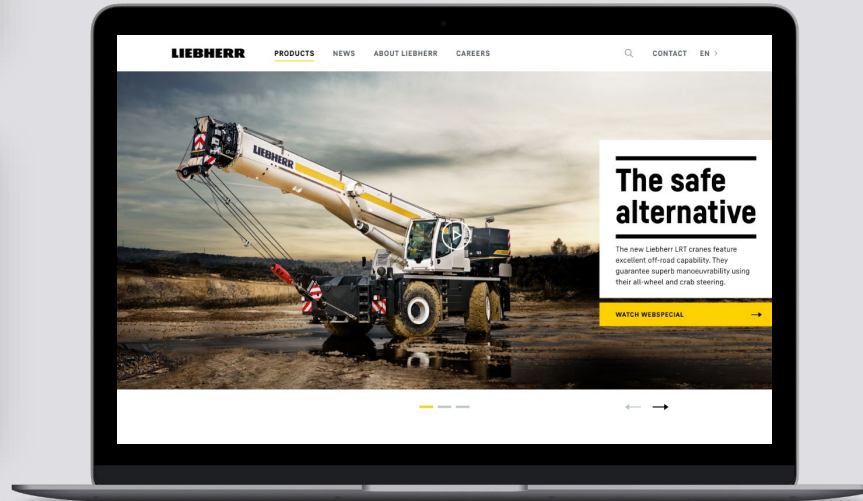 LIEBHERR PRODUCTS NEWS ABOUT LIEBHERR CAREERS CONTACT EN
LIEBHERR
The safe
alternative
The new Liebherr LRT cranes feature
excellent off-road capability. They
guarantee superb manoeuvrability using
their all-wheel and crab steering.
WATCH WEBSPECIAL